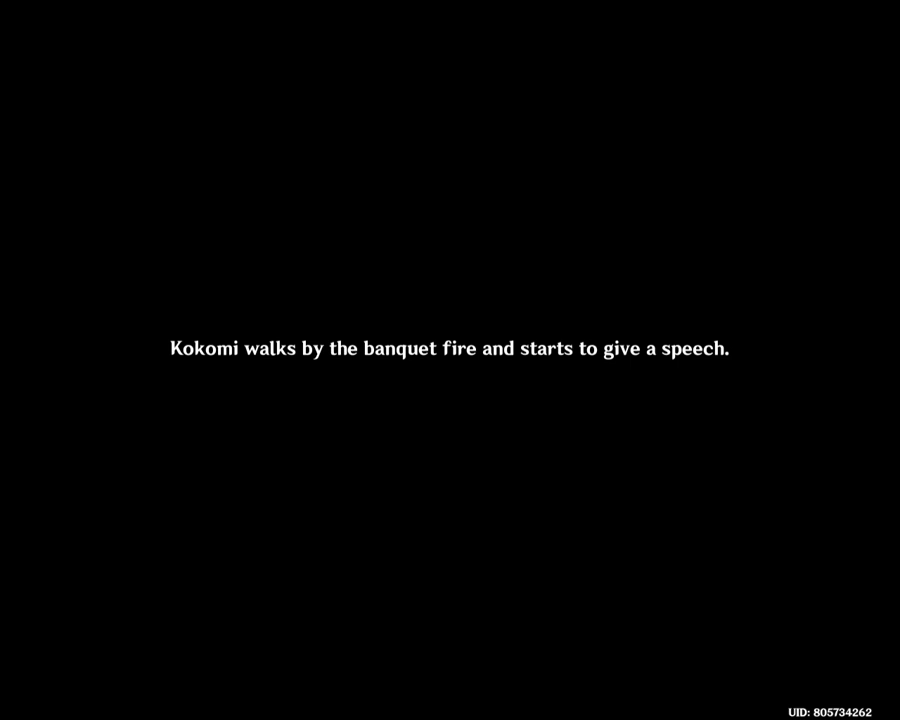 Kokomi walks by the banquet fire and starts to give a speech.
UID: 805734262